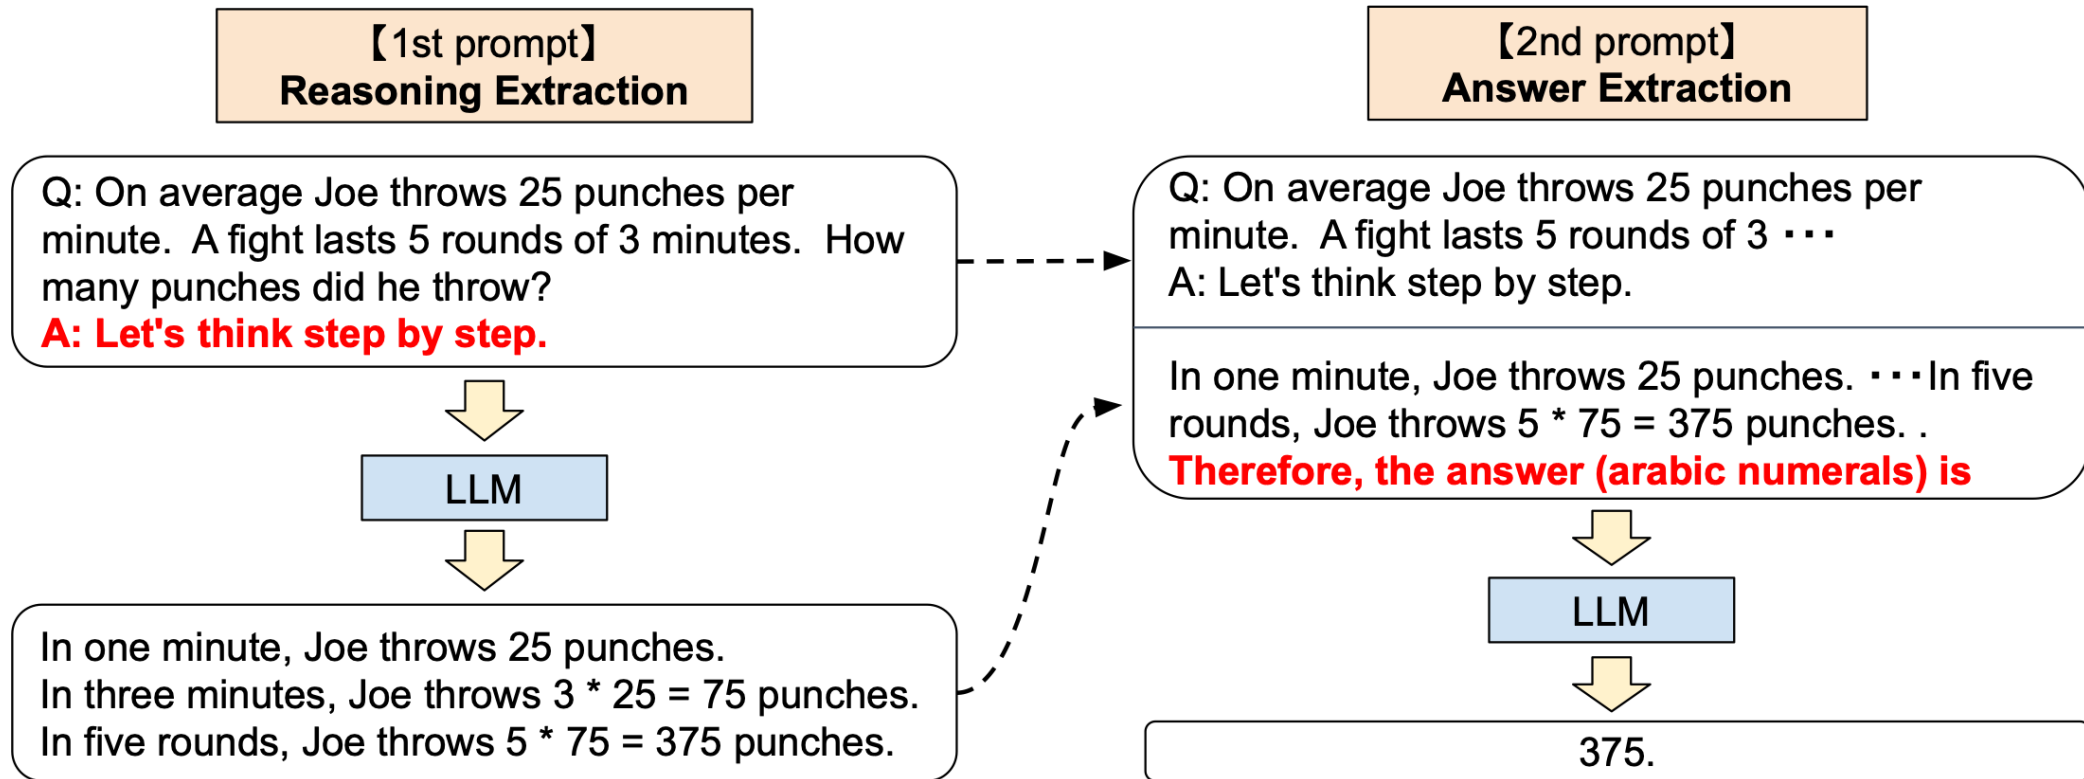 【1st prompt】
Reasoning Extraction
Q: On average Joe throws 25 punches per
minute.  A fight lasts 5 rounds of 3 minutes.  How
many punches did he throw?
A: Let's think step by step.
LLM
In one minute, Joe throws 25 punches.
In three minutes, Joe throws 3 * 25 = 75 punches.
In five rounds, Joe throws 5 * 75 = 375 punches.
【2nd prompt】
Answer Extraction
Q: On average Joe throws 25 punches per
minute.  A fight lasts 5 rounds of 3 ･･･
A: Let's think step by step.
In one minute, Joe throws 25 punches. ･･･In five
rounds, Joe throws 5 * 75 = 375 punches. .
Therefore, the answer (arabic numerals) is
LLM
375.